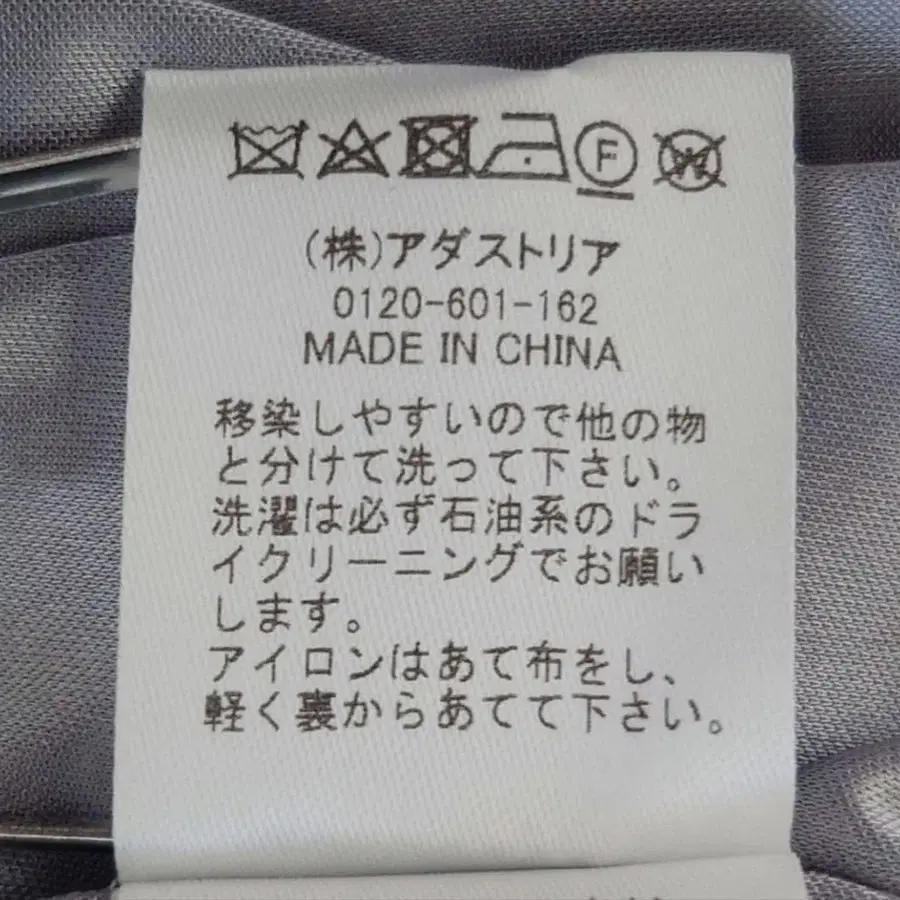 F W
(株)アダストリア
0120-601-162
MADE IN CHINA
移染しやすいので他の物
と分けて洗って下さい。
洗濯は必ず石油系のドラ
イクリーニングでお願い
します。
アイロンはあて布をし、
軽く裏からあてて下さい。